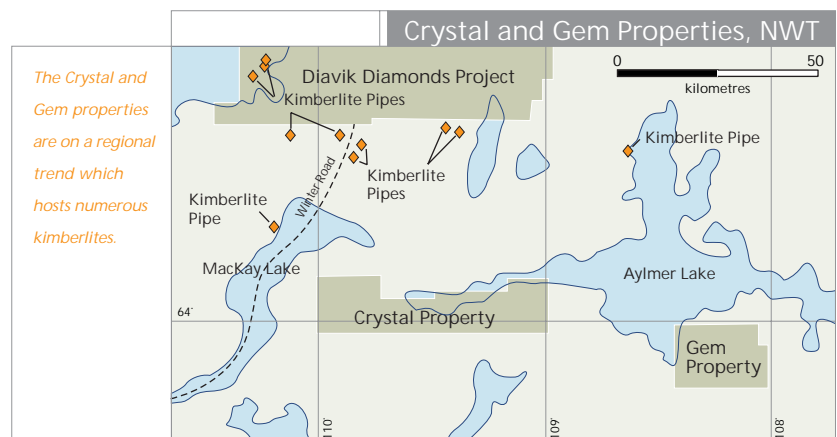 Crystal and Gem Properties, NWT
The Crystal and
Gem properties
are on a regional
trend which
hosts numerous
kimberlites.
0 50
kilometres
Diavik Diamonds Project
Kimberlite Pipes
Kimberlite Pipe
Kimberlite
Pipes
Winter Road
Kimberlite
Pipe
MacKay Lake
Aylmer Lake
64°
Crystal Property
Gem
Property
110°
109°
108°